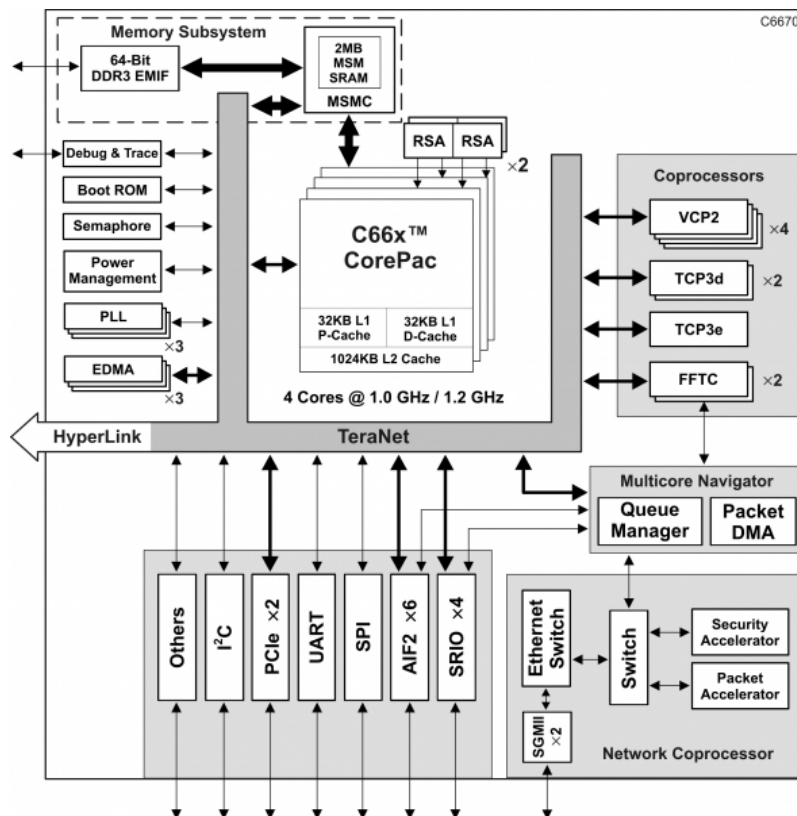 C6670
Memory Subsystem
64-Bit
DDR3 EMIF
2MB
MSM
SRAM
MSMC
RSA RSA
×2
Debug & Trace
Boot ROM
Semaphore
Power
Management
PLL
×3
EDMA
×3
C66x™
CorePac
32KB L1
P-Cache
32KB L1
D-Cache
1024KB L2 Cache
4 Cores @ 1.0 GHz / 1.2 GHz
Coprocessors
VCP2
×4
TCP3d
×2
TCP3e
FFTC
×2
HyperLink
TeraNet
Multicore Navigator
Queue
Manager
Packet
DMA
Others
I²C
PCIe ×2
UART
SPI
AIF2 ×6
SRIO ×4
Ethernet
Switch
Switch
Security
Accelerator
Packet
Accelerator
SGMII
×2
Network Coprocessor